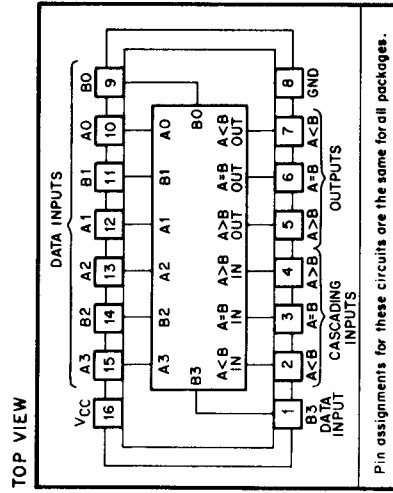 TOP VIEW
DATA INPUTS
VCC A3 B2 A2 A1 B1 A0 B0
16 15 14 13 12 11 10 9
A3 B2 A2 A1 B1 A0
B3 B0
A<B A=B A>B A>B A=B A<B
IN IN IN OUT OUT OUT
1 2 3 4 5 6 7 8
B3 A<B A=B A>B A>B A=B A<B GND
DATA INPUT
CASCADING INPUTS
OUTPUTS
Pin assignments for these circuits are the same for all packages.